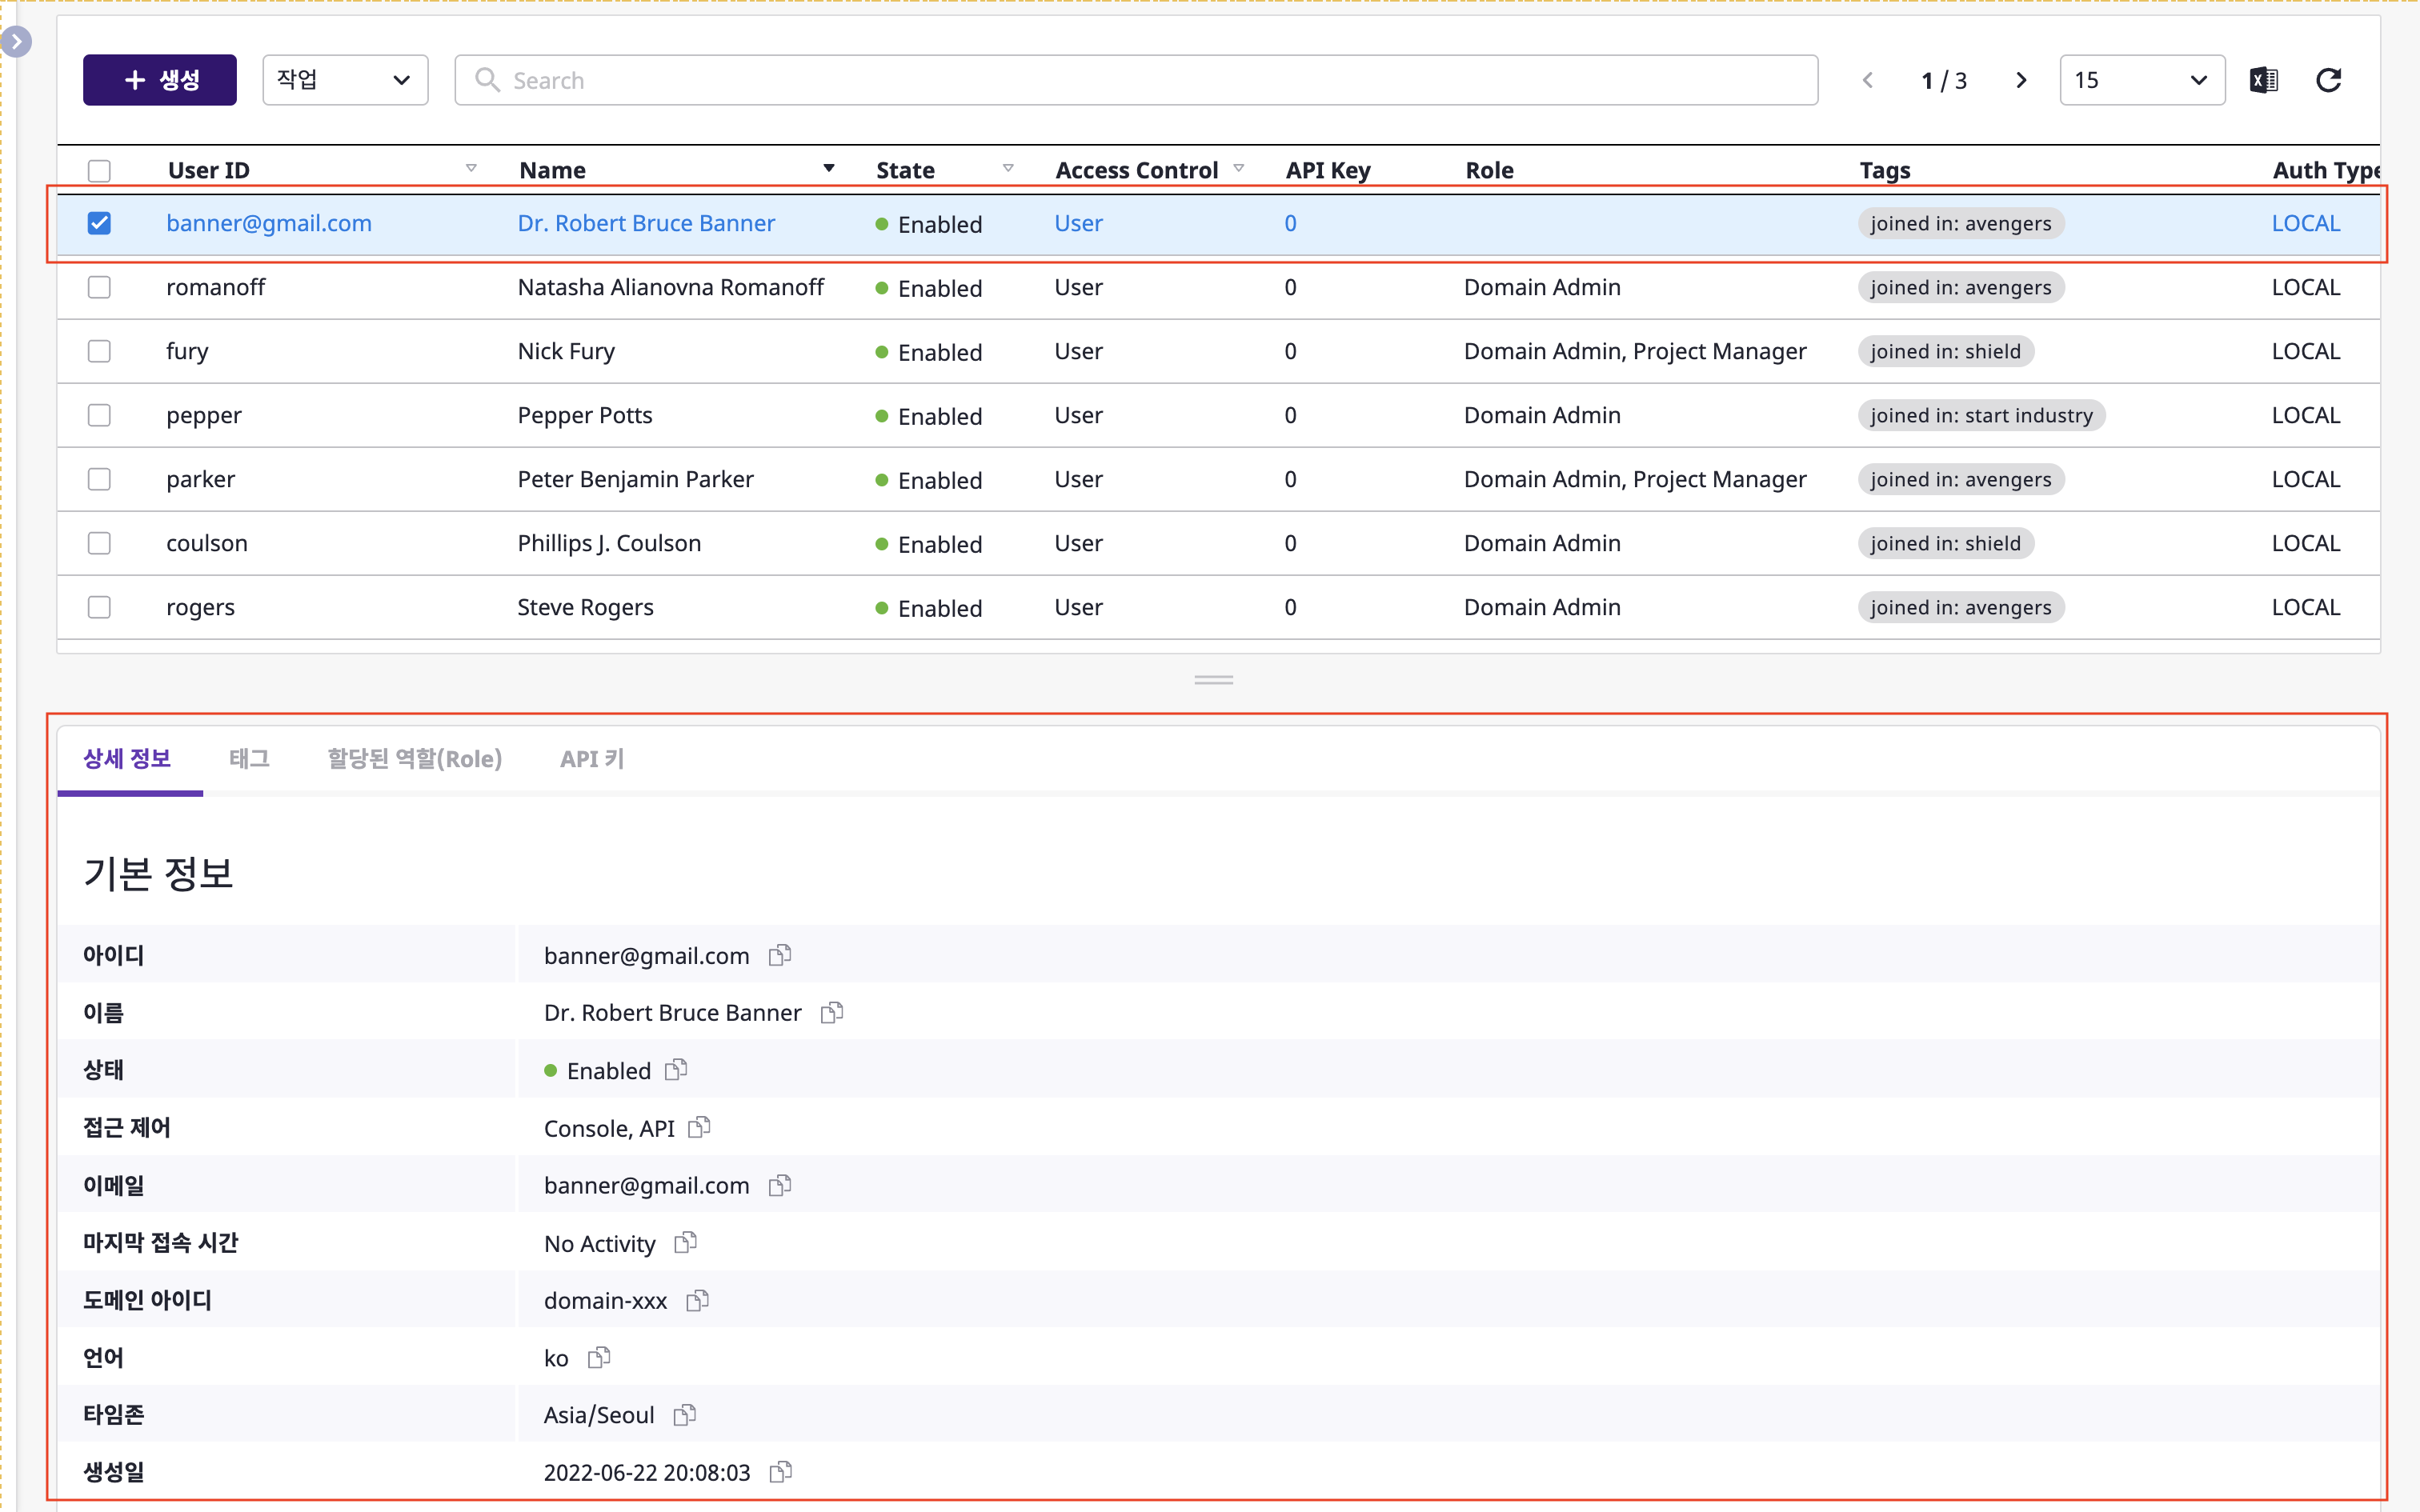 + 생성 작업 Search 1 / 3 15
User ID Name State Access Control API Key Role Tags Auth Type
banner@gmail.com Dr. Robert Bruce Banner Enabled User 0 joined in: avengers LOCAL
romanoff Natasha Alianovna Romanoff Enabled User 0 Domain Admin joined in: avengers LOCAL
fury Nick Fury Enabled User 0 Domain Admin, Project Manager joined in: shield LOCAL
pepper Pepper Potts Enabled User 0 Domain Admin joined in: start industry LOCAL
parker Peter Benjamin Parker Enabled User 0 Domain Admin, Project Manager joined in: avengers LOCAL
coulson Phillips J. Coulson Enabled User 0 Domain Admin joined in: shield LOCAL
rogers Steve Rogers Enabled User 0 Domain Admin joined in: avengers LOCAL
상세 정보 태그 할당된 역할(Role) API 키
기본 정보
아이디 banner@gmail.com
이름 Dr. Robert Bruce Banner
상태 Enabled
접근 제어 Console, API
이메일 banner@gmail.com
마지막 접속 시간 No Activity
도메인 아이디 domain-xxx
언어 ko
타임존 Asia/Seoul
생성일 2022-06-22 20:08:03